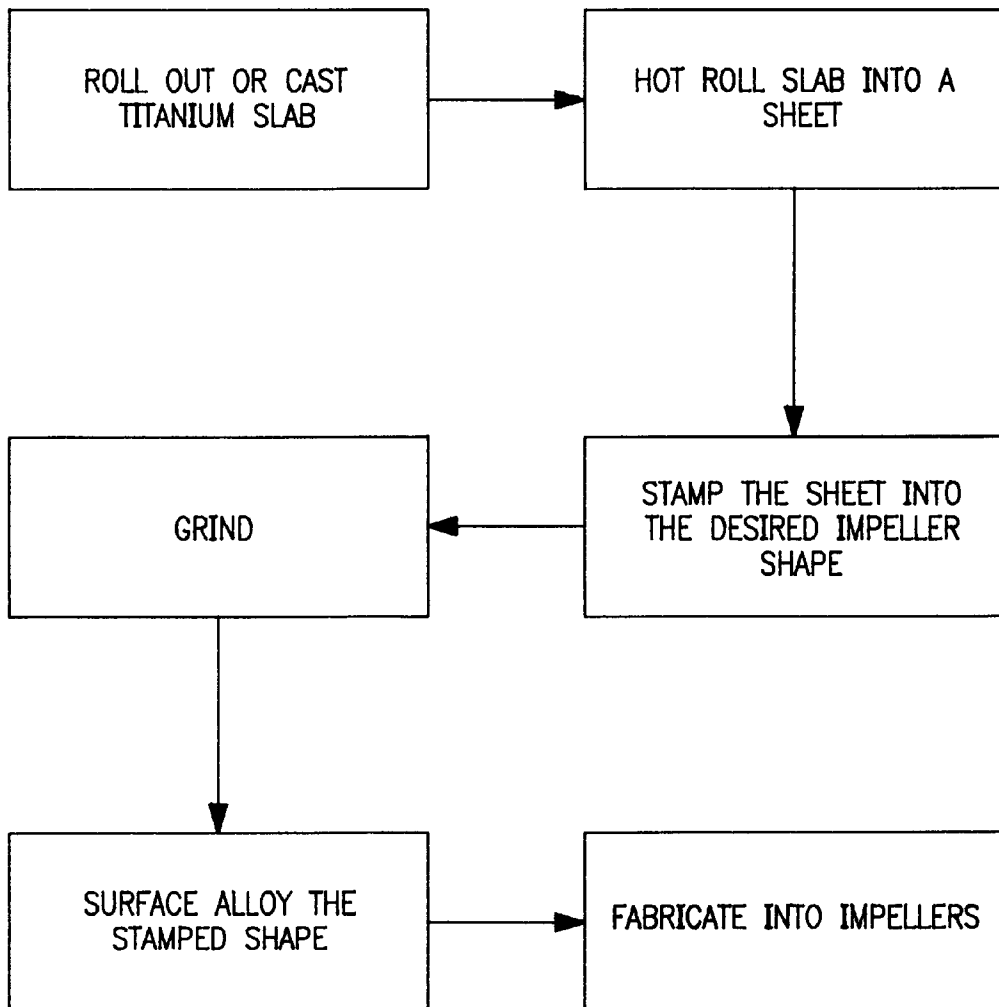 ROLL OUT OR CAST
TITANIUM SLAB
HOT ROLL SLAB INTO A
SHEET
STAMP THE SHEET INTO
THE DESIRED IMPELLER
SHAPE
GRIND
SURFACE ALLOY THE
STAMPED SHAPE
FABRICATE INTO IMPELLERS